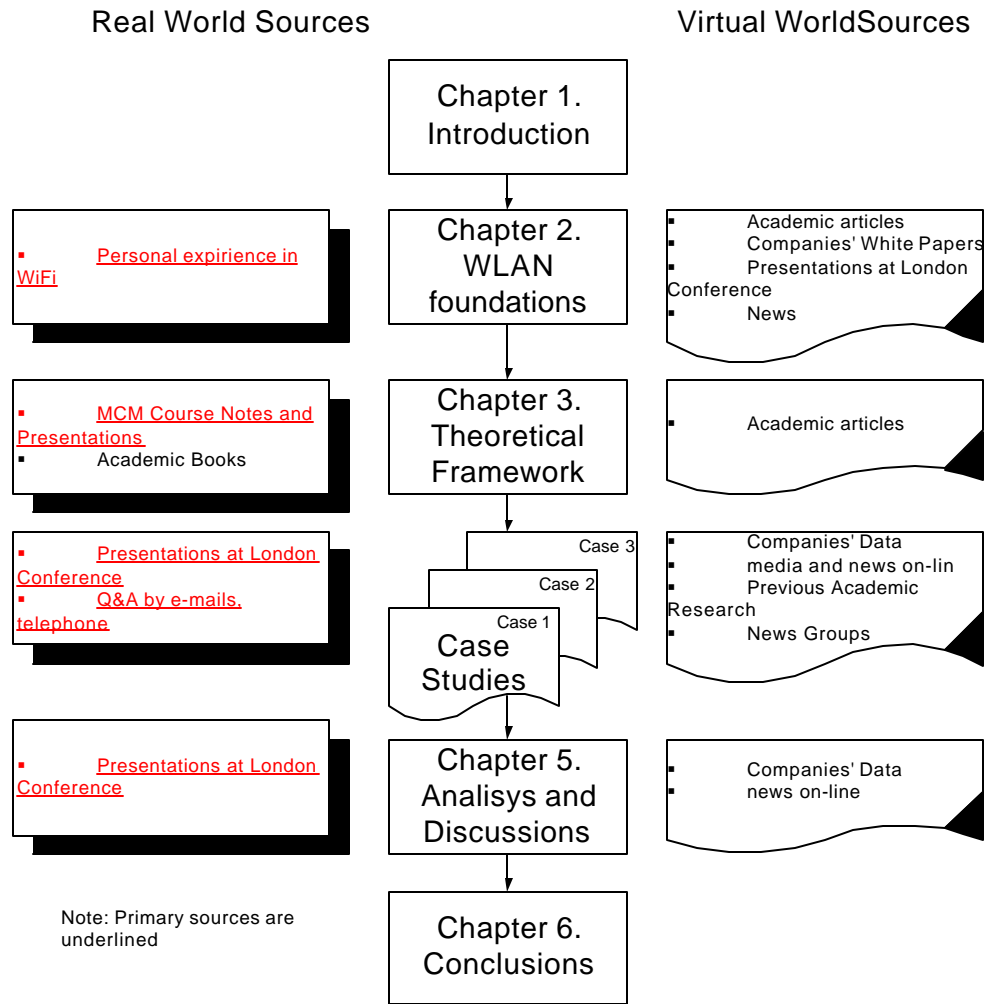 Real World Sources
Virtual WorldSources
Chapter 1.
Introduction
▪ Personal expirience in
WiFi
Chapter 2.
WLAN
foundations
▪ Academic articles
▪ Companies' White Papers
▪ Presentations at London
Conference
▪ News
▪ MCM Course Notes and
Presentations
▪ Academic Books
Chapter 3.
Theoretical
Framework
▪ Academic articles
▪ Presentations at London
Conference
▪ Q&A by e-mails,
telephone
Case 3
Case 2
Case 1
Case
Studies
▪ Companies' Data
▪ media and news on-lin
▪ Previous Academic
Research
▪ News Groups
▪ Presentations at London
Conference
Chapter 5.
Analisys and
Discussions
▪ Companies' Data
▪ news on-line
Note: Primary sources are
underlined
Chapter 6.
Conclusions